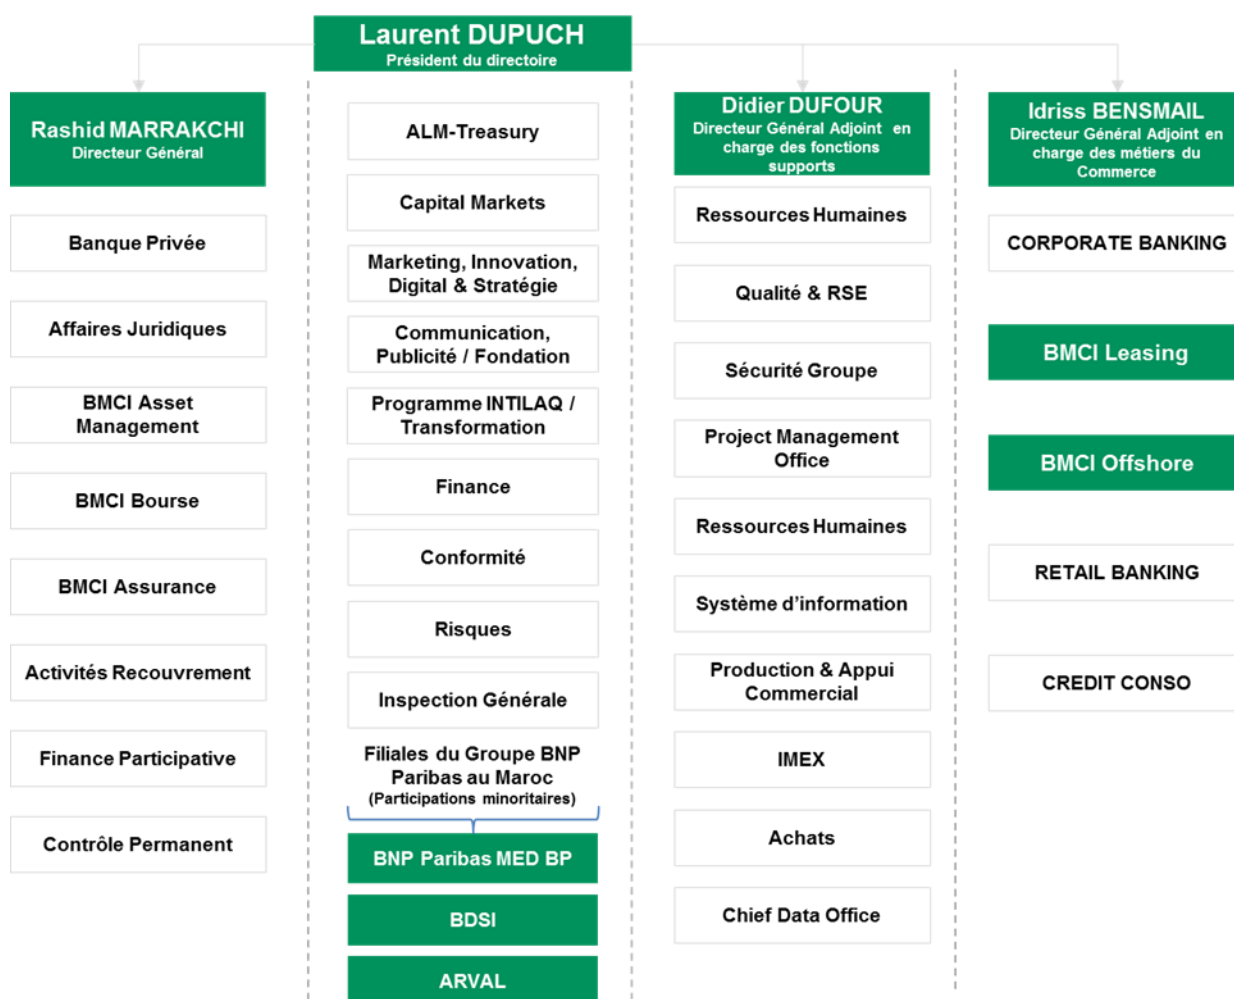 Laurent DUPUCH
Président du directoire
Rashid MARRAKCHI
Directeur Général
Banque Privée
Affaires Juridiques
BMCI Asset
Management
BMCI Bourse
BMCI Assurance
Activités Recouvrement
Finance Participative
Contrôle Permanent
ALM-Treasury
Capital Markets
Marketing, Innovation,
Digital & Stratégie
Communication,
Publicité / Fondation
Programme INTILAQ /
Transformation
Finance
Conformité
Risques
Inspection Générale
Filiales du Groupe BNP
Paribas au Maroc
(Participations minoritaires)
BNP Paribas MED BP
BDSI
ARVAL
Didier DUFOUR
Directeur Général Adjoint en
charge des fonctions
supports
Ressources Humaines
Qualité & RSE
Sécurité Groupe
Project Management
Office
Ressources Humaines
Système d’information
Production & Appui
Commercial
IMEX
Achats
Chief Data Office
Idriss BENSMAIL
Directeur Général Adjoint en
charge des métiers du
Commerce
CORPORATE BANKING
BMCI Leasing
BMCI Offshore
RETAIL BANKING
CREDIT CONSO